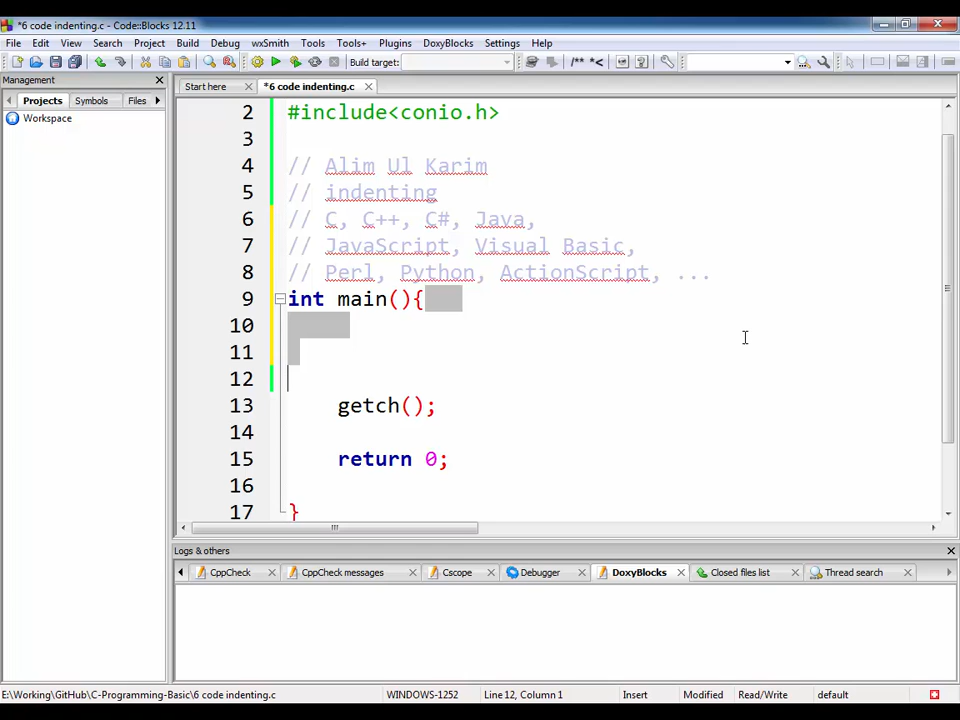 *6 code indenting.c - Code::Blocks 12.11
File Edit View Search Project Build Debug wxSmith Tools Tools+ Plugins DoxyBlocks Settings Help
Build target:
/** *<
Management
Projects Symbols Files
Workspace
Start here *6 code indenting.c
2 #include<conio.h>
3
4 // Alim Ul Karim
5 // indenting
6 // C, C++, C#, Java,
7 // JavaScript, Visual Basic,
8 // Perl, Python, ActionScript, ...
9 int main(){
10
11
12
13 getch();
14
15 return 0;
16
17 }
Logs & others
CppCheck CppCheck messages Cscope Debugger DoxyBlocks Closed files list Thread search
E:\Working\GitHub\C-Programming-Basic\6 code indenting.c WINDOWS-1252 Line 12, Column 1 Insert Modified Read/Write default